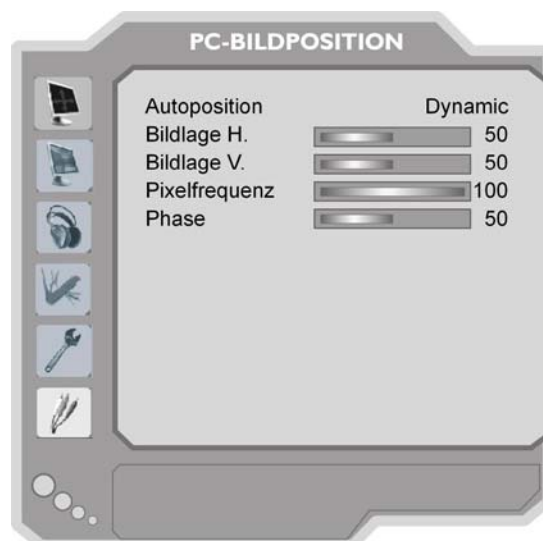 PC-BILDPOSITION
Autoposition Dynamic
Bildlage H. 50
Bildlage V. 50
Pixelfrequenz 100
Phase 50